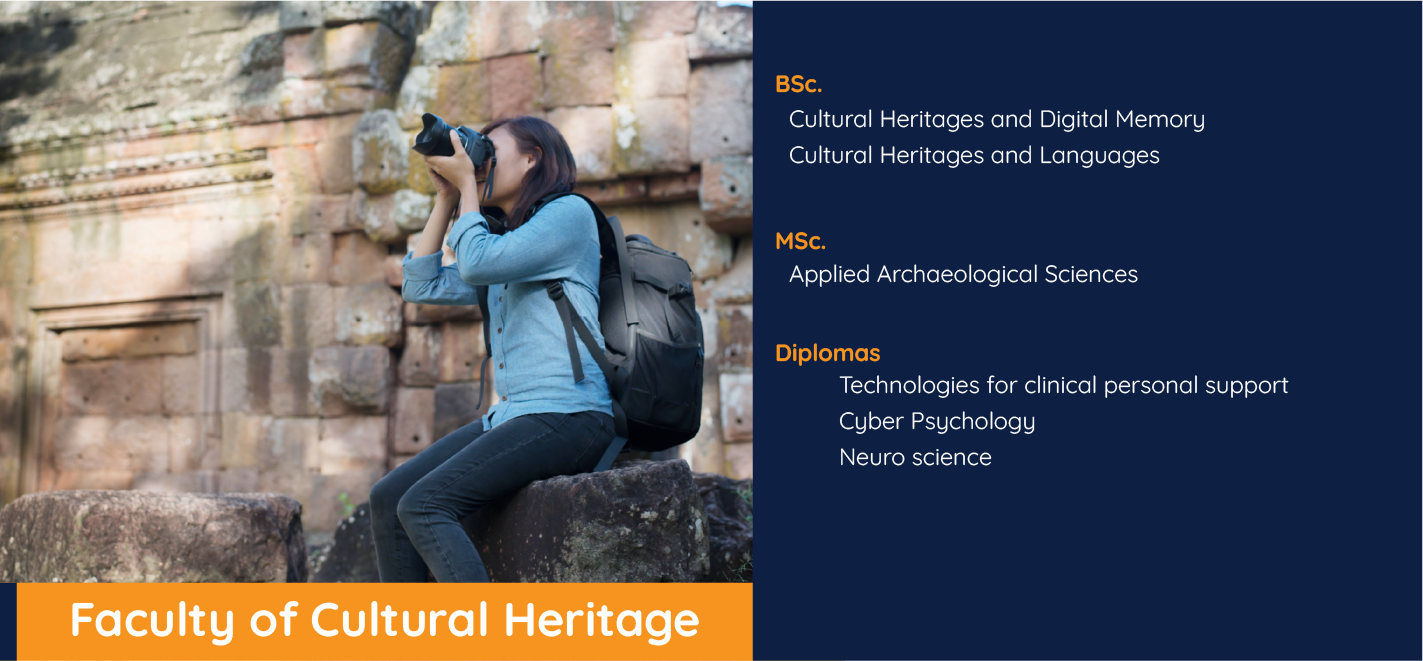 BSc.
Cultural Heritages and Digital Memory
Cultural Heritages and Languages
MSc.
Applied Archaeological Sciences
Diplomas
Technologies for clinical personal support
Cyber Psychology
Neuro science
Faculty of Cultural Heritage